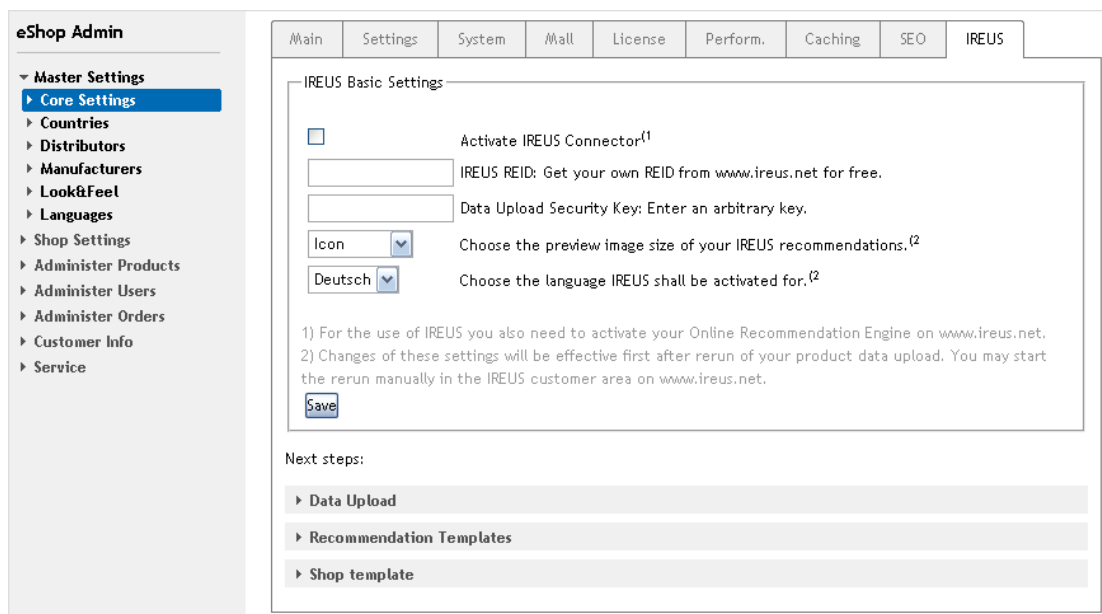 eShop Admin
Master Settings
Core Settings
Countries
Distributors
Manufacturers
Look&Feel
Languages
Shop Settings
Administer Products
Administer Users
Administer Orders
Customer Info
Service
Main Settings System Mall License Perform. Caching SEO IREUS
IREUS Basic Settings
Activate IREUS Connector(1
IREUS REID: Get your own REID from www.ireus.net for free.
Data Upload Security Key: Enter an arbitrary key.
Icon Choose the preview image size of your IREUS recommendations.(2
Deutsch Choose the language IREUS shall be activated for.(2
1) For the use of IREUS you also need to activate your Online Recommendation Engine on www.ireus.net.
2) Changes of these settings will be effective first after rerun of your product data upload. You may start
the rerun manually in the IREUS customer area on www.ireus.net.
Save
Next steps:
Data Upload
Recommendation Templates
Shop template